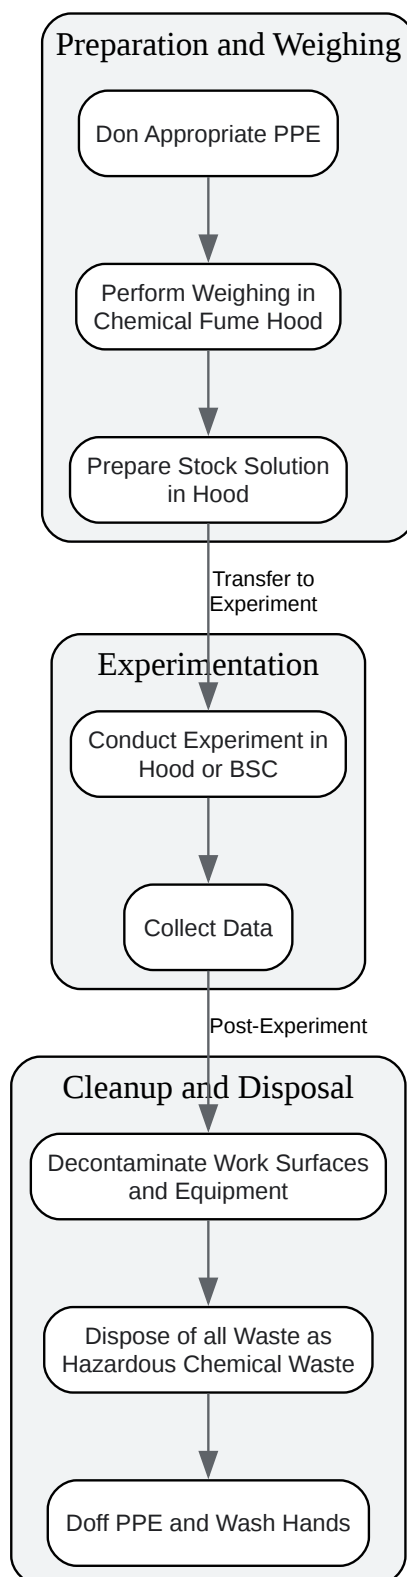 Preparation and Weighing
Don Appropriate PPE
Perform Weighing in
Chemical Fume Hood
Prepare Stock Solution
in Hood
Transfer to
Experiment
Experimentation
Conduct Experiment in
Hood or BSC
Collect Data
Post-Experiment
Cleanup and Disposal
Decontaminate Work Surfaces
and Equipment
Dispose of all Waste as
Hazardous Chemical Waste
Doff PPE and Wash Hands